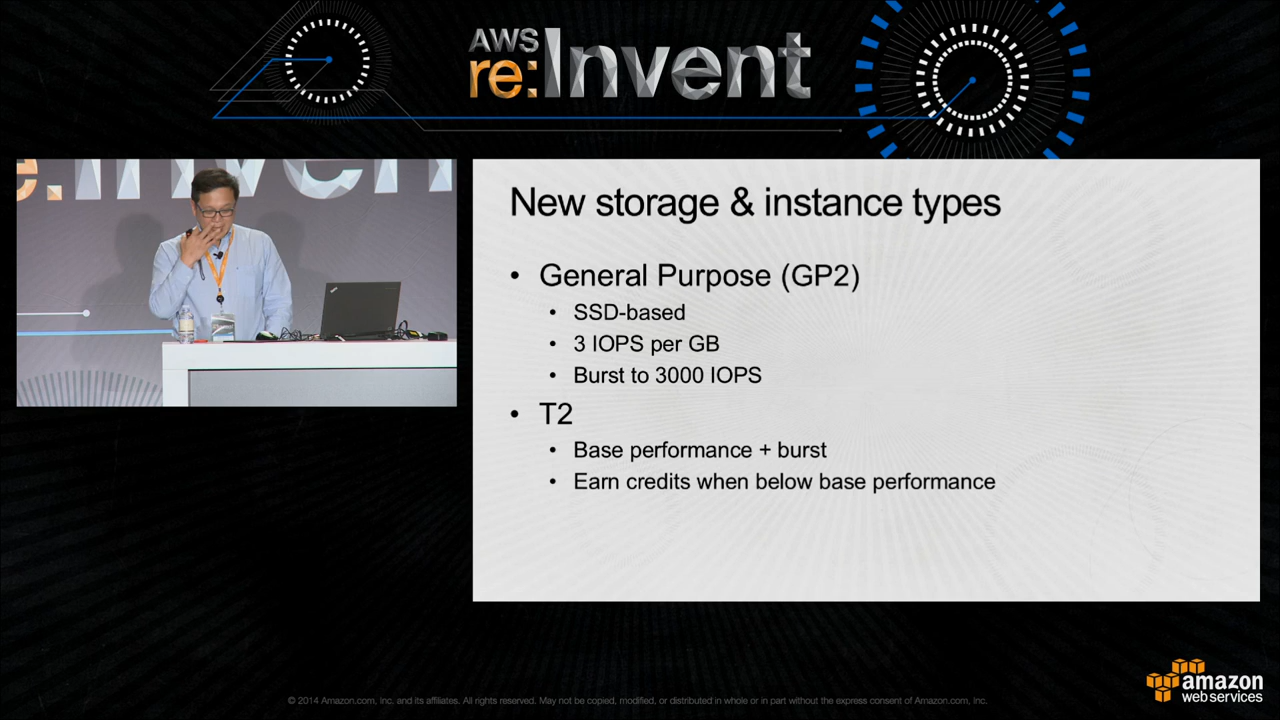 AWS
re:Invent
re:Inven
New storage & instance types
• General Purpose (GP2)
• SSD-based
• 3 IOPS per GB
• Burst to 3000 IOPS
• T2
• Base performance + burst
• Earn credits when below base performance
© 2014 Amazon.com, Inc. and its affiliates. All rights reserved. May not be copied, modified, or distributed in whole or in part without the express consent of Amazon.com, Inc.
amazon
web services